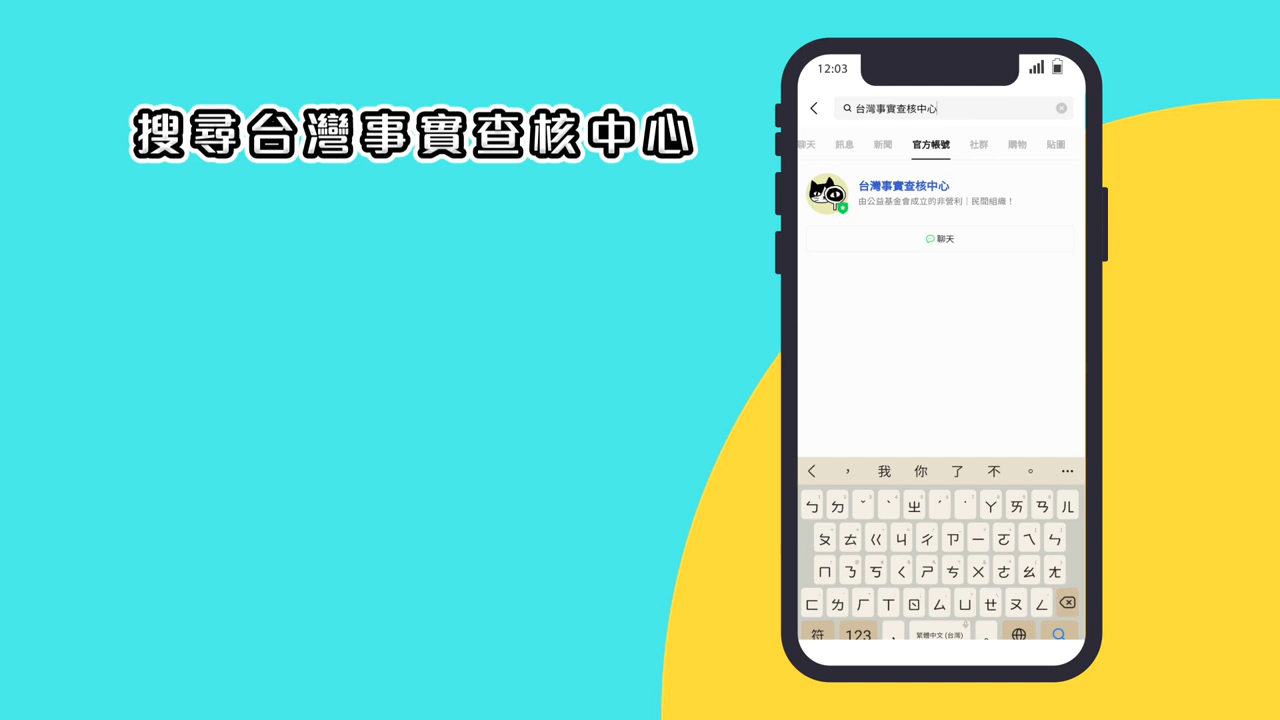 搜尋台灣事實查核中心
12:03
台灣事實查核中心
聊天 訊息 新聞 官方帳號 社群 購物 貼圖
台灣事實查核中心
由公益基金會成立的非營利｜民間組織！
聊天
， 我 你 了 不 。 ···
ㄅ ㄉ ˇ ˋ ㄓ ˊ ˙ ㄚ ㄞ ㄢ ㄦ
ㄆ ㄊ ㄍ ㄐ ㄔ ㄗ ㄧ ㄛ ㄟ ㄣ
ㄇ ㄋ ㄎ ㄑ ㄕ ㄘ ㄨ ㄜ ㄠ ㄤ
ㄈ ㄌ ㄏ ㄒ ㄖ ㄙ ㄩ ㄝ ㄡ ㄥ
符 123 ， 繁體中文 (台灣) 。